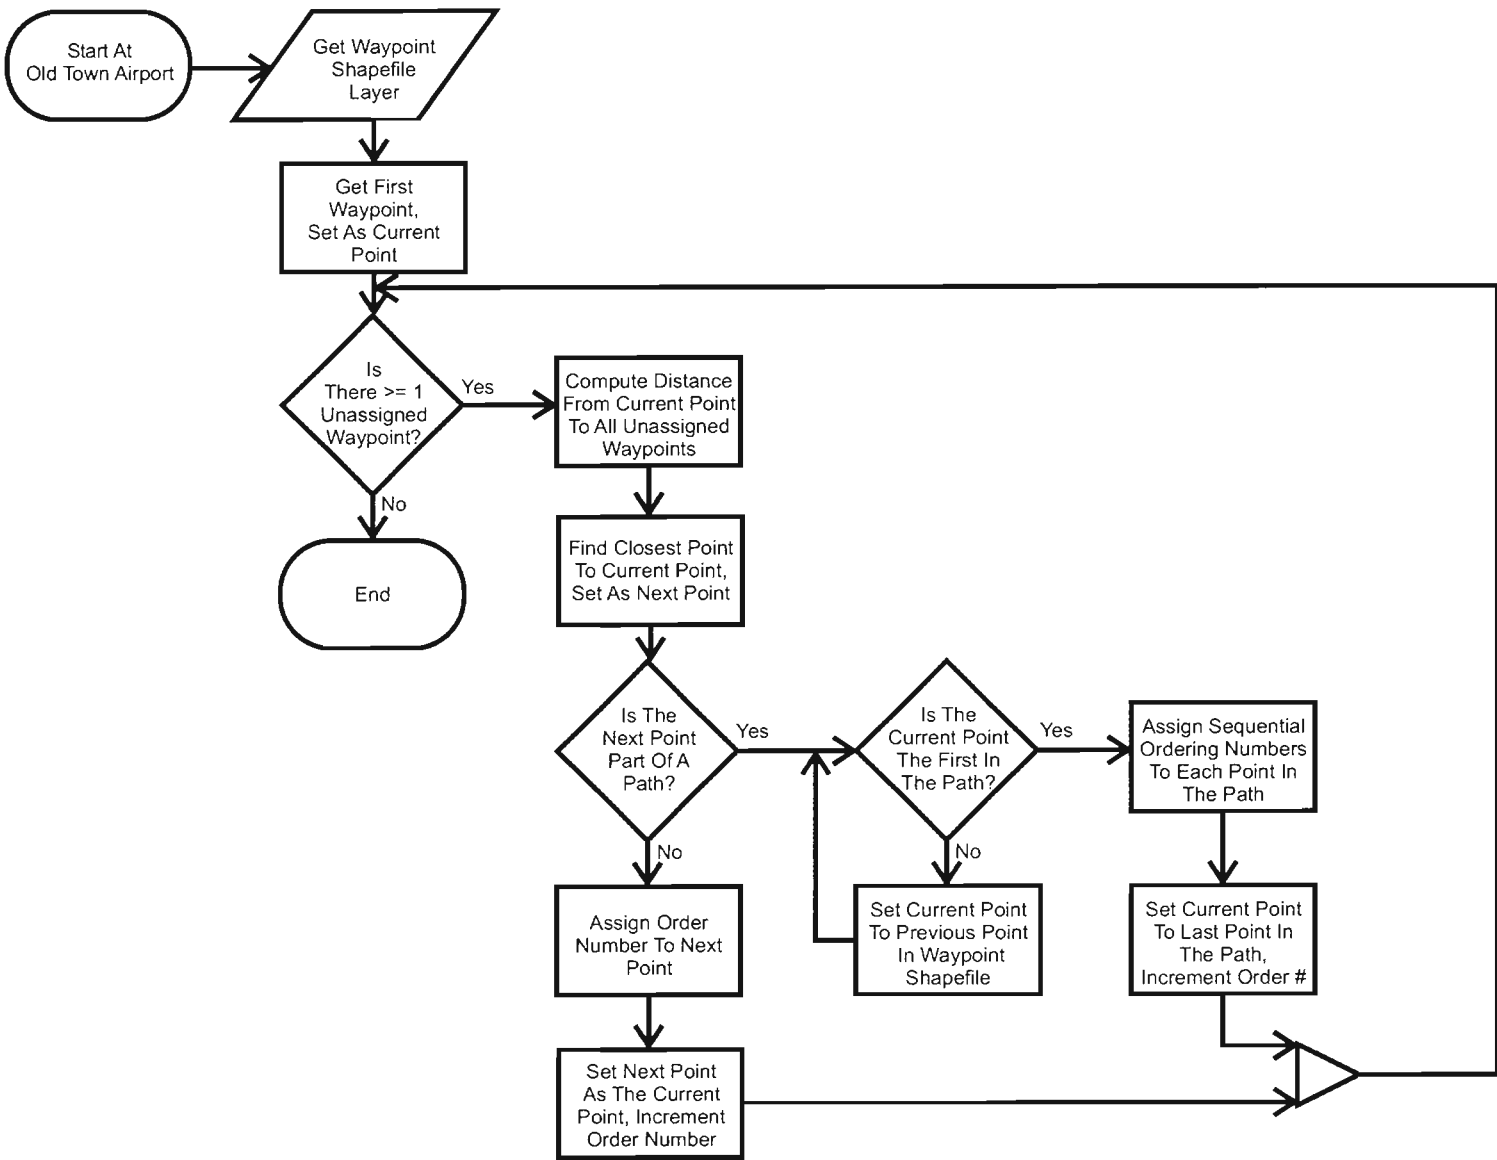 Start At
Old Town Airport
Get Waypoint
Shapefile
Layer
Get First
Waypoint,
Set As Current
Point
Is
There >= 1
Unassigned
Waypoint?
Yes
No
End
Compute Distance
From Current Point
To All Unassigned
Waypoints
Find Closest Point
To Current Point,
Set As Next Point
Is The
Next Point
Part Of A
Path?
Yes
No
Is The
Current Point
The First In
The Path?
Yes
No
Assign Sequential
Ordering Numbers
To Each Point In
The Path
Assign Order
Number To Next
Point
Set Current Point
To Previous Point
In Waypoint
Shapefile
Set Current Point
To Last Point In
The Path,
Increment Order #
Set Next Point
As The Current
Point, Increment
Order Number